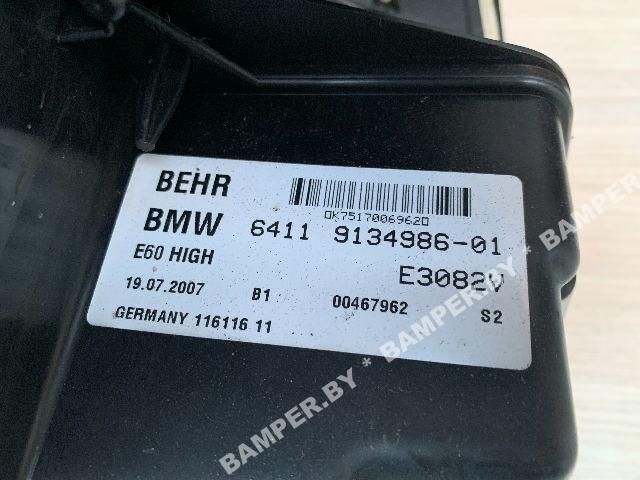 BEHR
0K75170069620
BMW 6411 9134986-01
E60 HIGH E3082V
19.07.2007 B1 00467962 S2
GERMANY 116116 11
BAMPER.BY * BAMPER.BY * BAMPER.BY